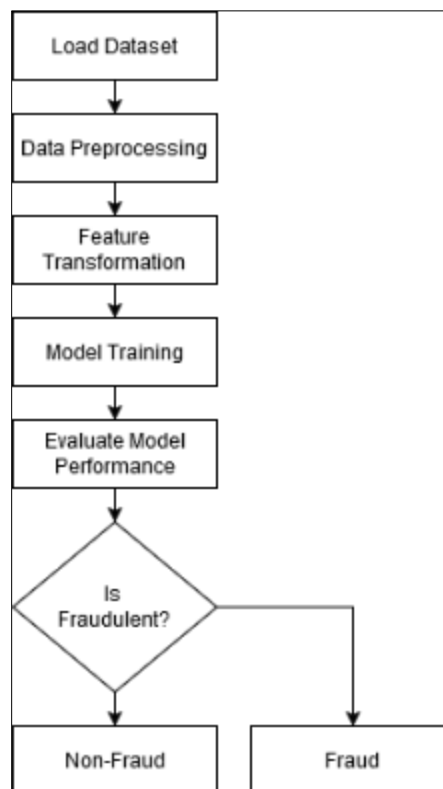 Load Dataset
Data Preprocessing
Feature
Transformation
Model Training
Evaluate Model
Performance
Is
Fraudulent?
Non-Fraud
Fraud